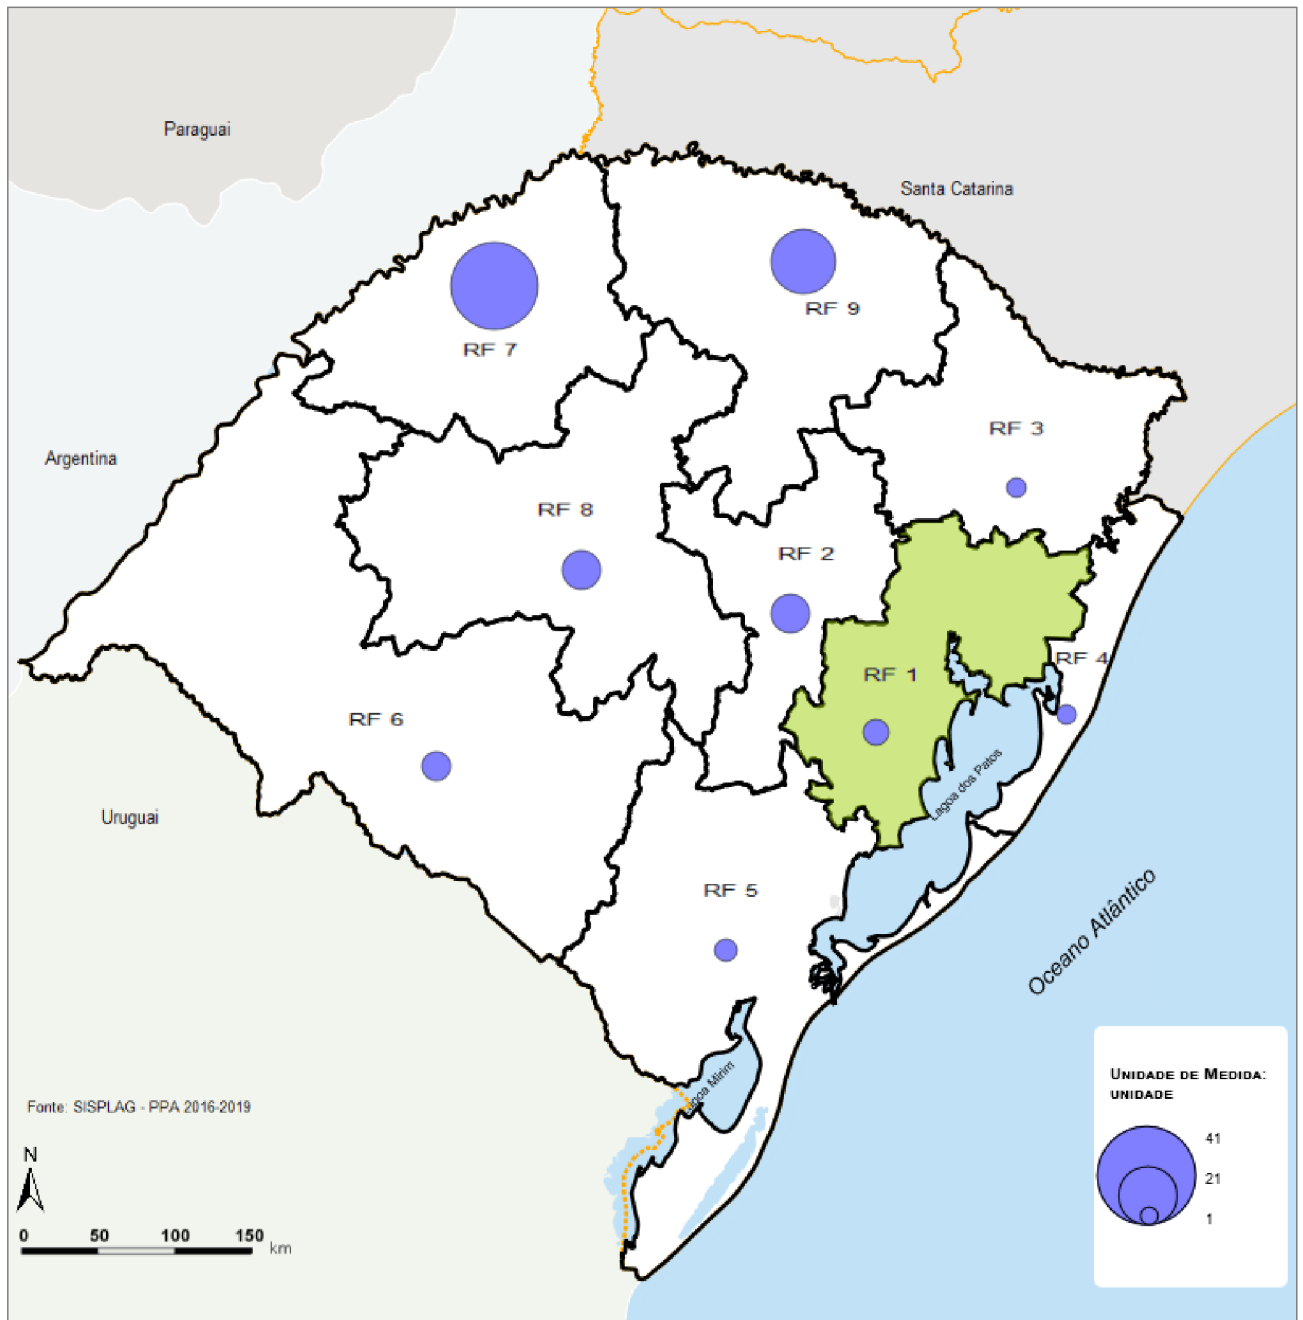 Paraguai
Santa Catarina
RF 9
RF 7
RF 3
Argentina
RF 8
RF 2
RF 4
RF 1
RF 6
Lagoa dos Patos
Uruguai
RF 5
Oceano Atlântico
Lagoa Mirim
Fonte: SISPLAG - PPA 2016-2019
UNIDADE DE MEDIDA:
UNIDADE
41
21
1
N
0 50 100 150
km